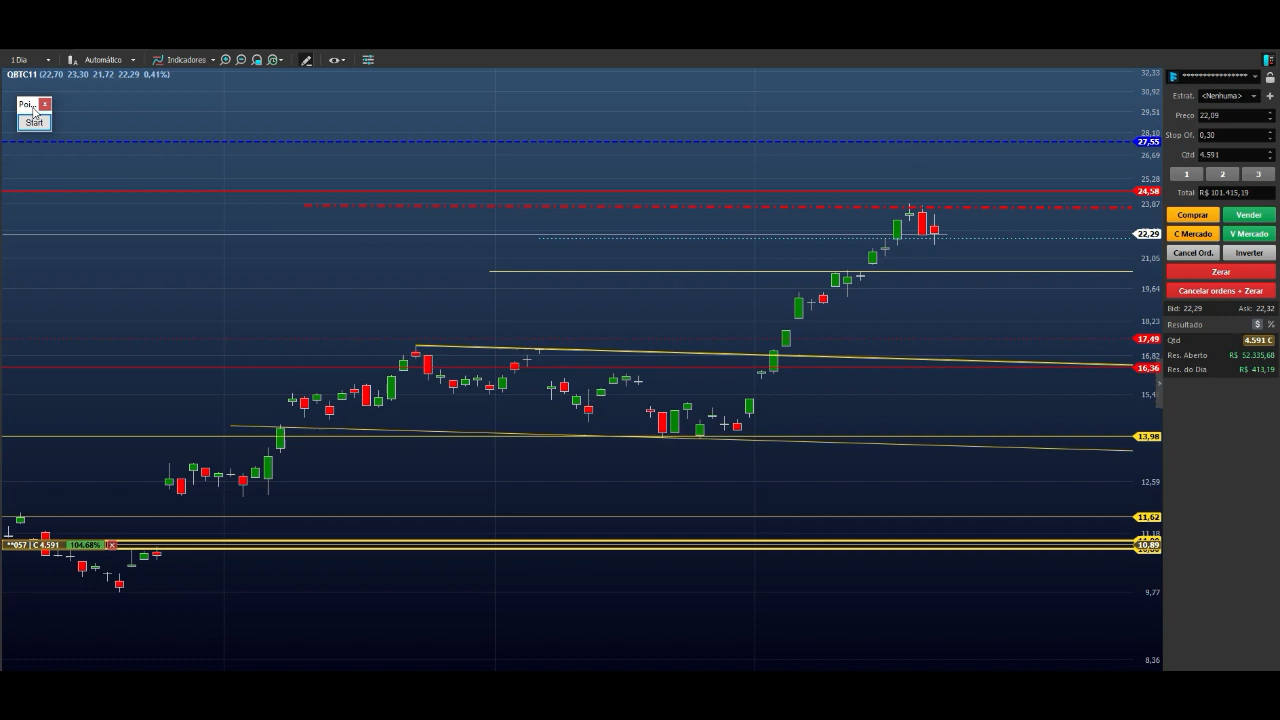 1 Dia Automático Indicadores
QBTC11 (22,70 23,30 21,72 22,29 0,41%)
Poi...
Start
32,33
30,92
29,51
28,10
27,55
26,69
25,28
24,58
23,87
22,29
21,05
19,64
18,23
17,49
16,82
16,36
15,4
13,98
12,59
11,62
11,18
10,89
9,77
8,36
**057 | C 4.591 104.68%
****************
Estrat. <Nenhuma>
Preço 22,09
Stop Of. 0,30
Qtd 4.591
1 2 3
Total R$ 101.415,19
Comprar Vender
C Mercado V Mercado
Cancel Ord. Inverter
Zerar
Cancelar ordens + Zerar
Bid: 22,29 Ask: 22,32
Resultado $ %
Qtd 4.591 C
Res. Aberto R$ 52.335,68
Res. do Dia R$ 413,19